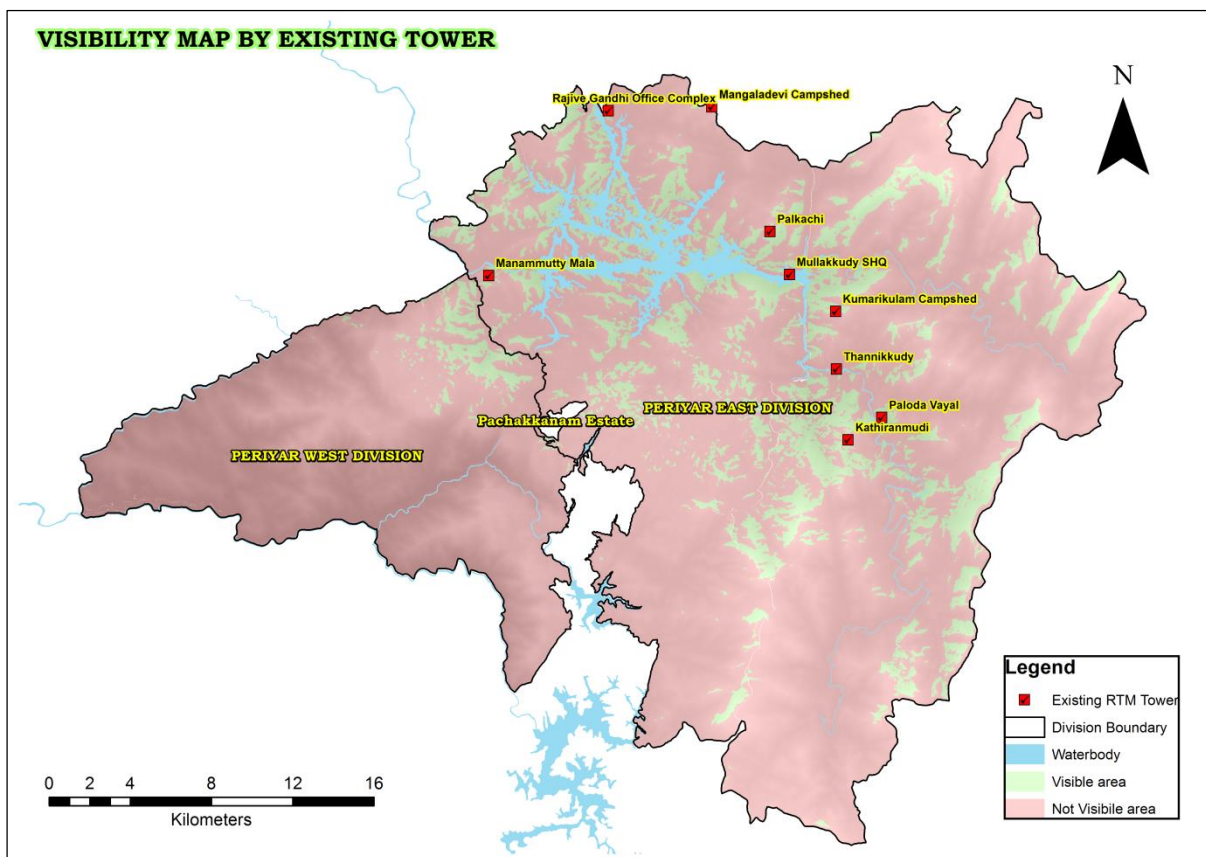 VISIBILITY MAP BY EXISTING TOWER
N
Rajive Gandhi Office Complex
Mangaladevi Campshed
Palkachi
Manammutty Mala
Mullakkudy SHQ
Kumarikulam Campshed
Thannikkudy
Paloda Vayal
Kathiranmudi
PERIYAR EAST DIVISION
Pachakkanam Estate
PERIYAR WEST DIVISION
Legend
Existing RTM Tower
Division Boundary
Waterbody
Visible area
Not Visibile area
0 2 4 8 12 16
Kilometers